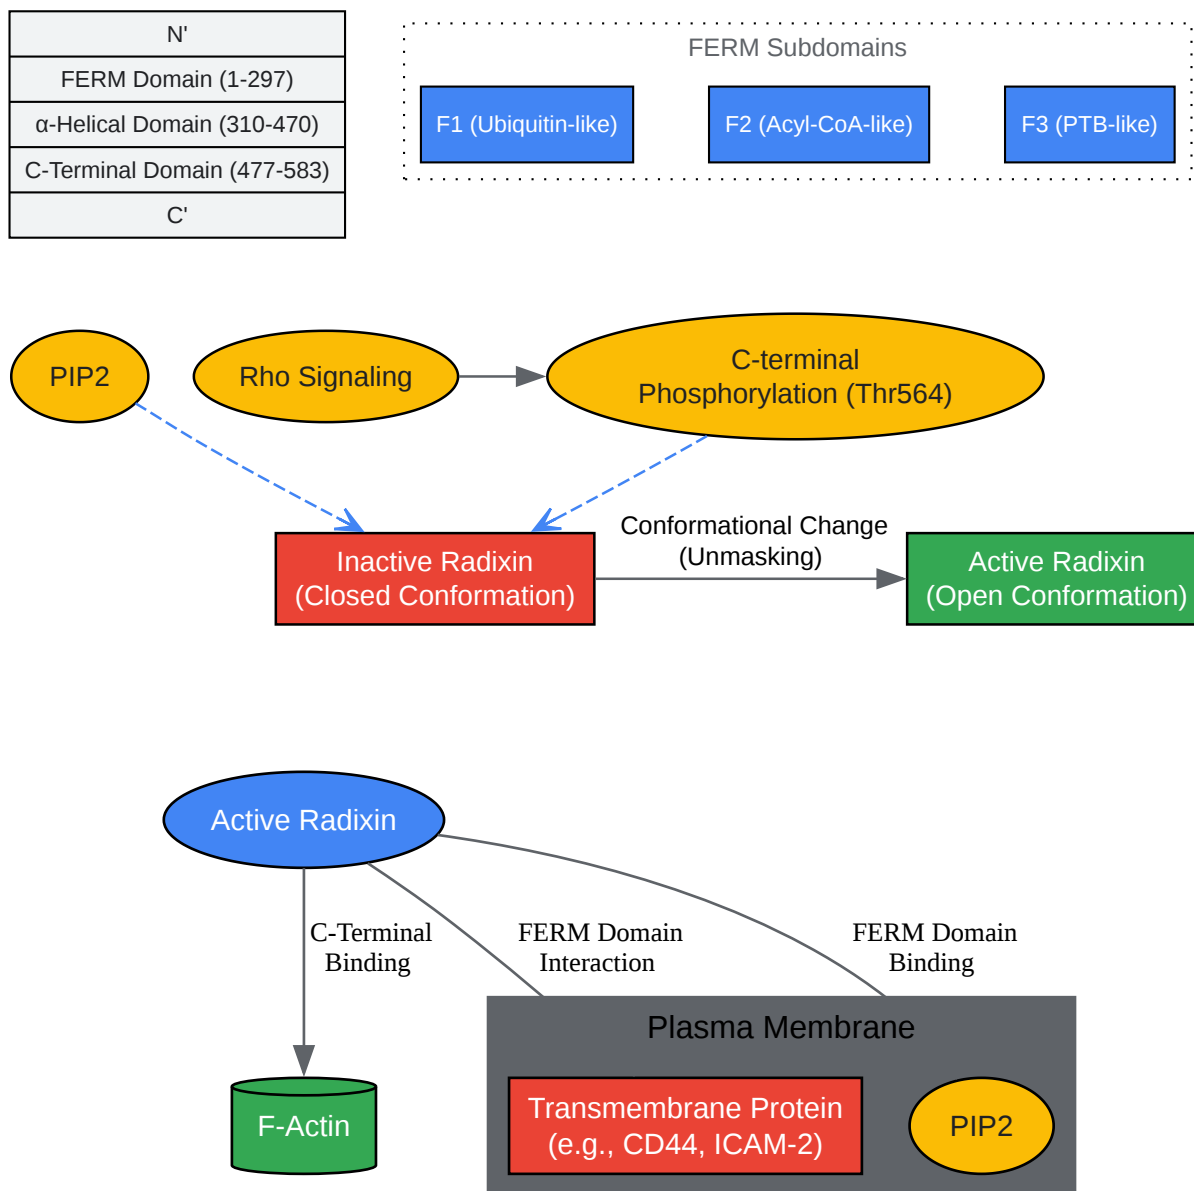 N'
FERM Domain (1-297)
α-Helical Domain (310-470)
C-Terminal Domain (477-583)
C'
FERM Subdomains
F1 (Ubiquitin-like)
F2 (Acyl-CoA-like)
F3 (PTB-like)
PIP2
Rho Signaling
C-terminal
Phosphorylation (Thr564)
Inactive Radixin
(Closed Conformation)
Conformational Change
(Unmasking)
Active Radixin
(Open Conformation)
Active Radixin
C-Terminal
Binding
FERM Domain
Interaction
FERM Domain
Binding
Plasma Membrane
F-Actin
Transmembrane Protein
(e.g., CD44, ICAM-2)
PIP2